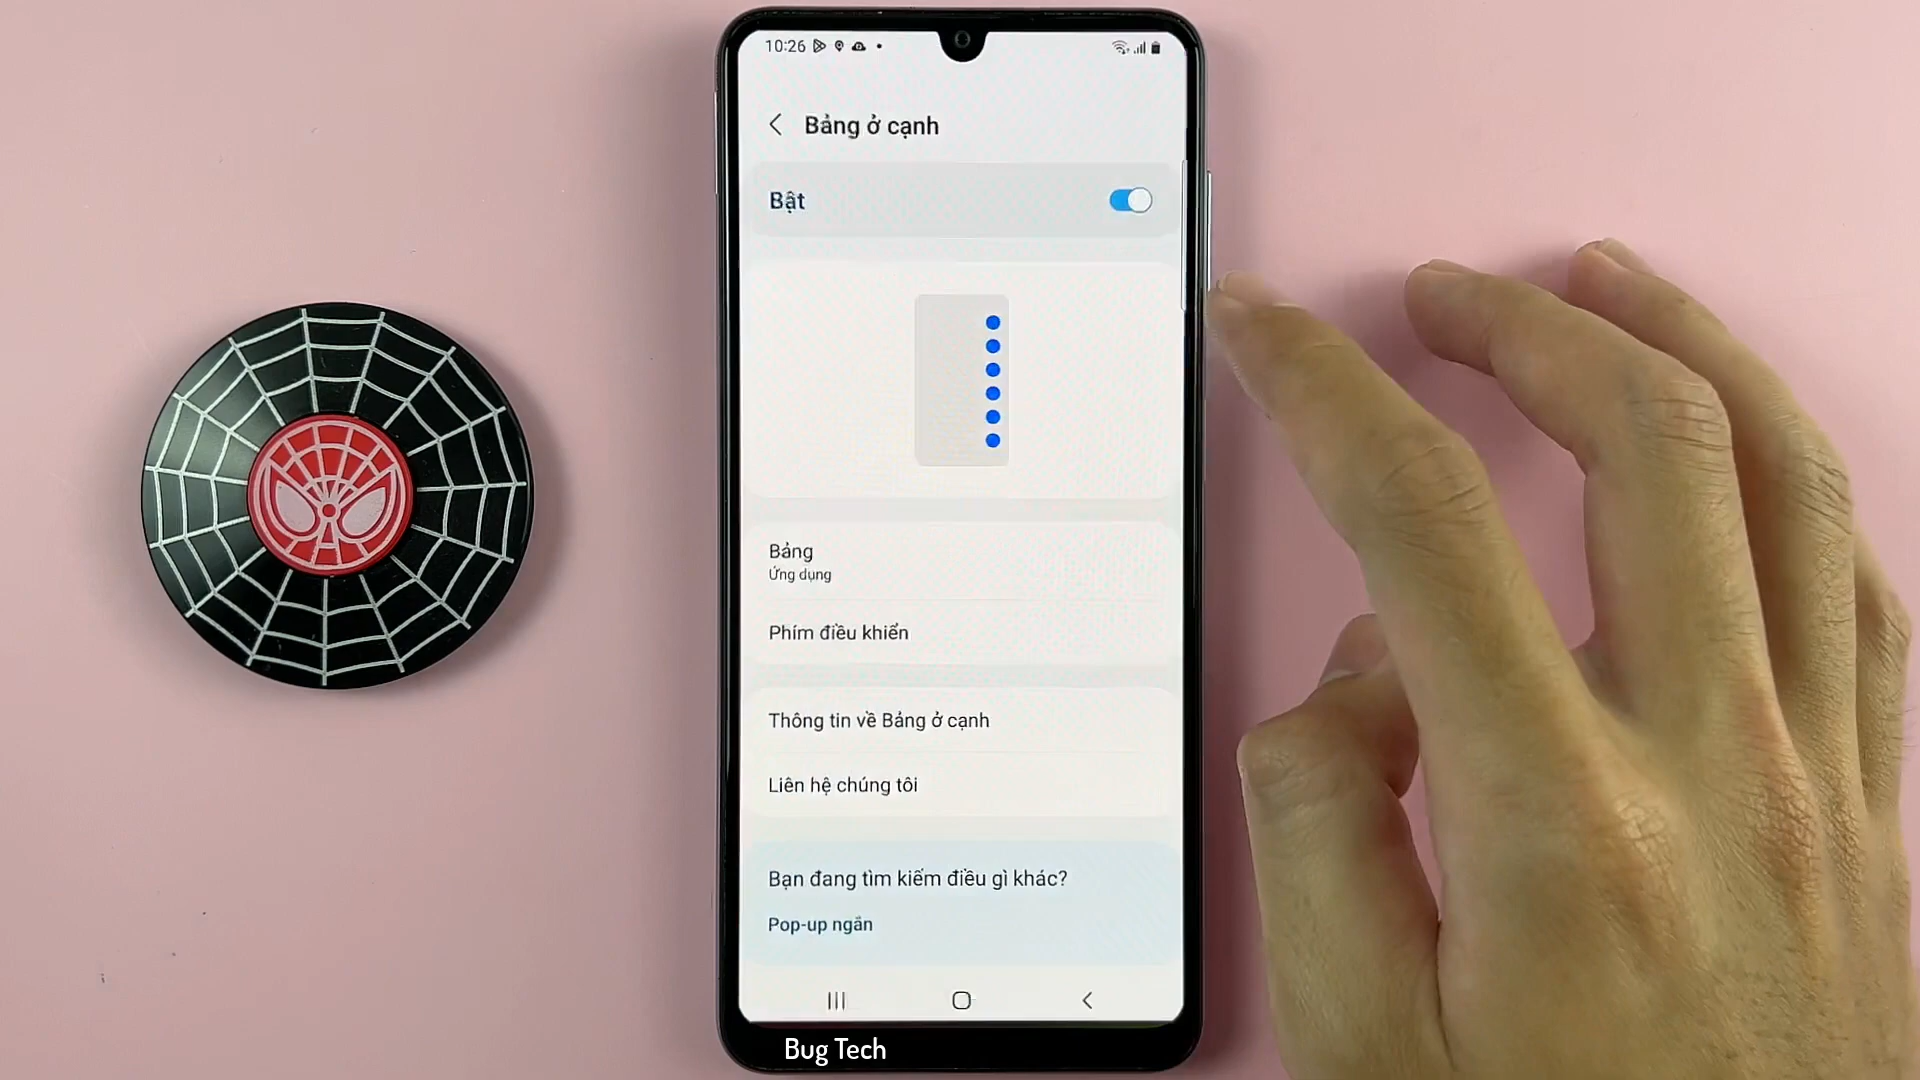 10:26
Bảng ở cạnh
Bật
Bảng
Ứng dụng
Phím điều khiển
Thông tin về Bảng ở cạnh
Liên hệ chúng tôi
Bạn đang tìm kiếm điều gì khác?
Pop-up ngắn
Bug Tech